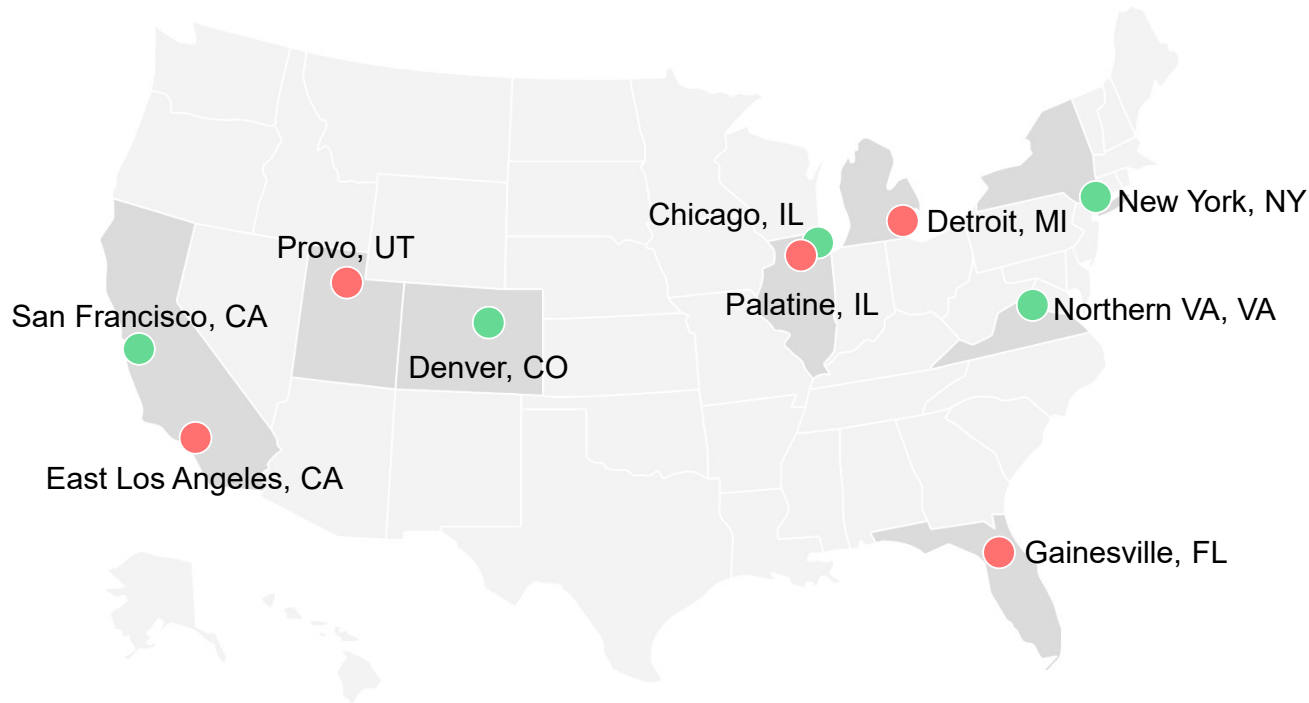 New York, NY
Chicago, IL
Detroit, MI
Provo, UT
Palatine, IL
Northern VA, VA
San Francisco, CA
Denver, CO
East Los Angeles, CA
Gainesville, FL